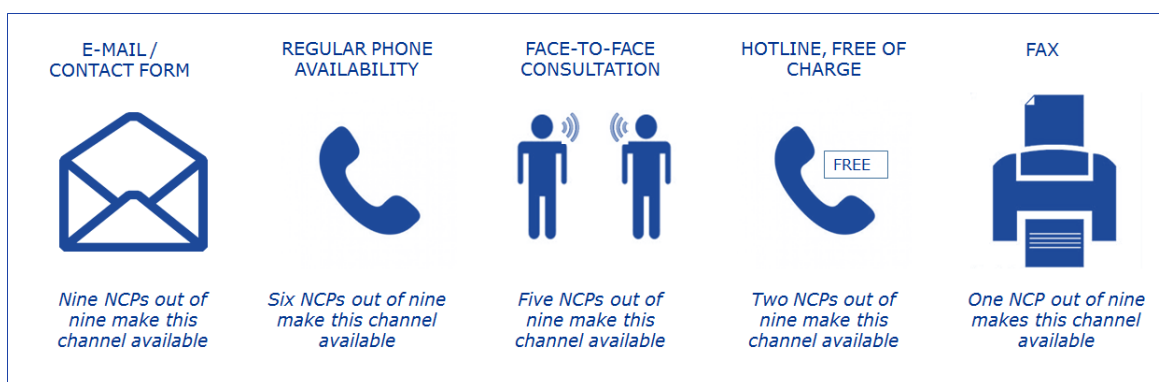 E-MAIL /
CONTACT FORM
Nine NCPs out of
nine make this
channel available
REGULAR PHONE
AVAILABILITY
Six NCPs out of nine
make this channel
available
FACE-TO-FACE
CONSULTATION
Five NCPs out of
nine make this
channel available
HOTLINE, FREE OF
CHARGE
FREE
Two NCPs out of
nine make this
channel available
FAX
One NCP out of nine
makes this channel
available